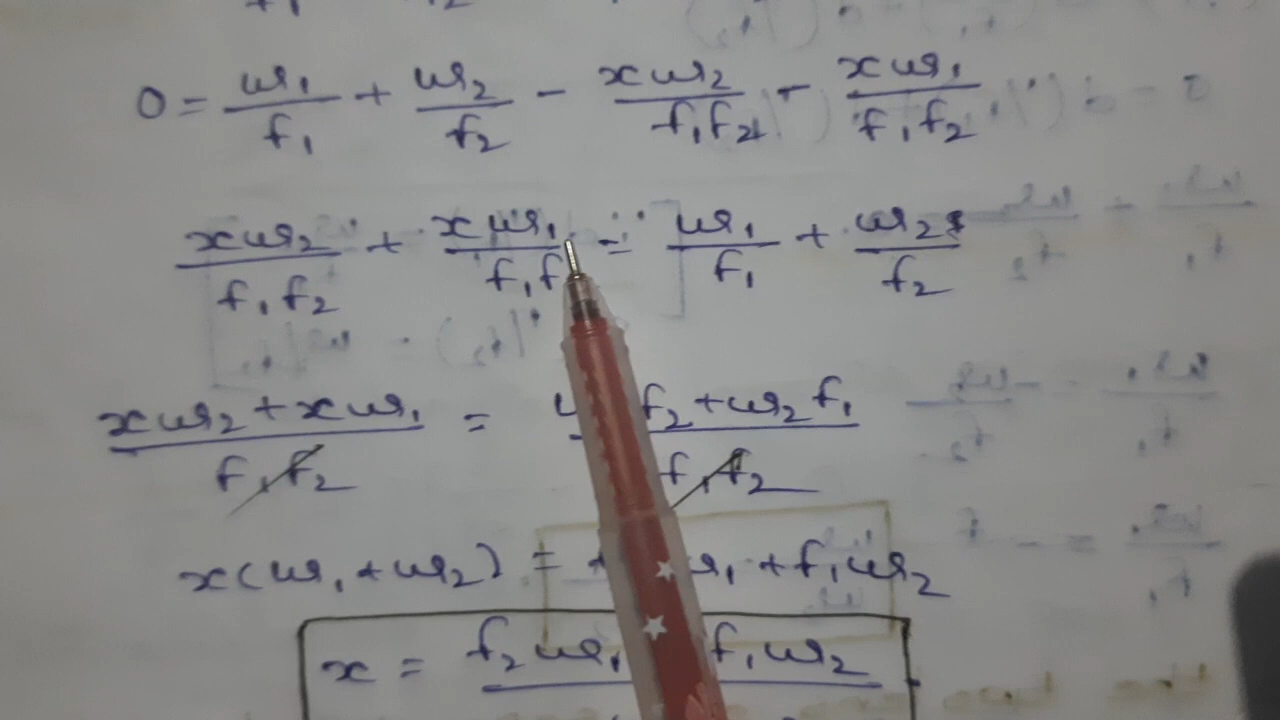 0 = ω₁/f₁ + ω₂/f₂ - xω₂/f₁f₂ - xω₁/f₁f₂
xω₂/f₁f₂ + xω₁/f₁f = ω₁/f₁ + ω₂/f₂
xω₂ + xω₁/f₁f₂ = f₂ + ω₂f₁/f₁f₂
x(ω₁ + ω₂) = ω₁ + f₁ω₂
x = f₂ω₁ f₁ω₂